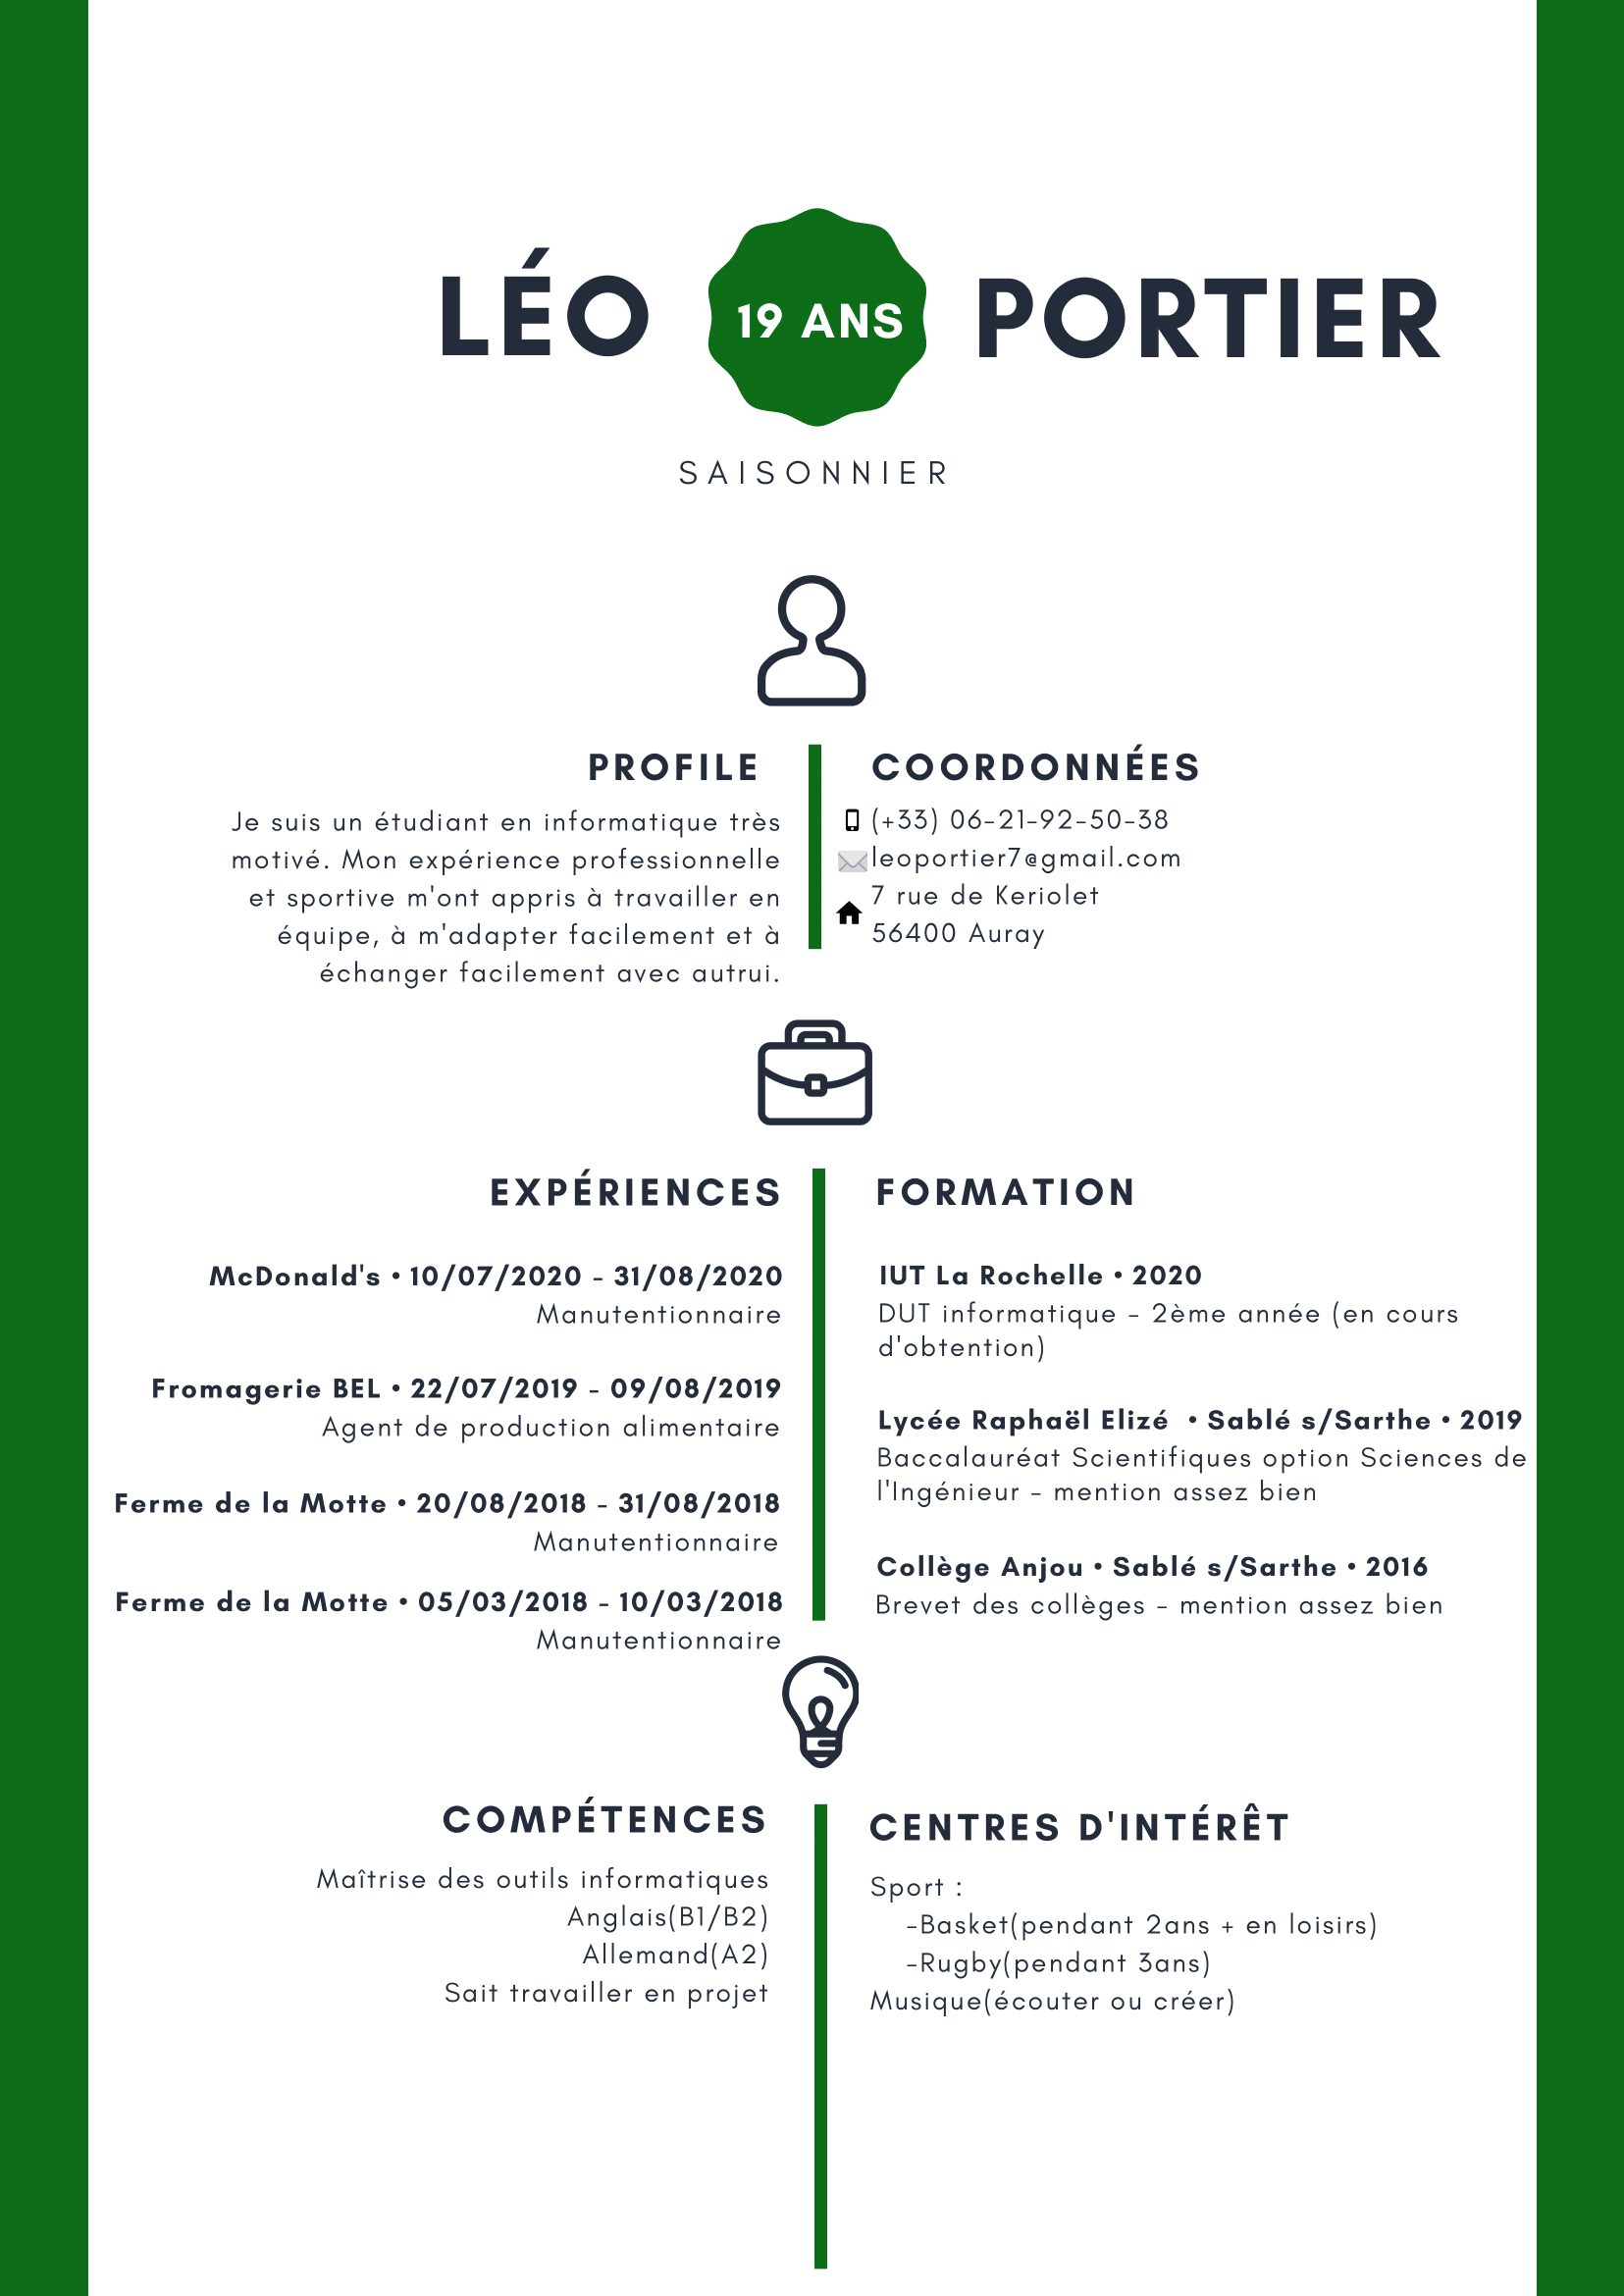 LÉO
19 ANS
PORTIER
SAISONNIER
PROFILE
Je suis un étudiant en informatique très
motivé. Mon expérience professionnelle
et sportive m'ont appris à travailler en
équipe, à m'adapter facilement et à
échanger facilement avec autrui.
COORDONNÉES
(+33) 06-21-92-50-38
leoportier7@gmail.com
7 rue de Keriolet
56400 Auray
EXPÉRIENCES
McDonald's • 10/07/2020 - 31/08/2020
Manutentionnaire
Fromagerie BEL • 22/07/2019 - 09/08/2019
Agent de production alimentaire
Ferme de la Motte • 20/08/2018 - 31/08/2018
Manutentionnaire
Ferme de la Motte • 05/03/2018 - 10/03/2018
Manutentionnaire
FORMATION
IUT La Rochelle • 2020
DUT informatique - 2ème année (en cours
d'obtention)
Lycée Raphaël Elizé • Sablé s/Sarthe • 2019
Baccalauréat Scientifiques option Sciences de
l'Ingénieur - mention assez bien
Collège Anjou • Sablé s/Sarthe • 2016
Brevet des collèges - mention assez bien
COMPÉTENCES
Maîtrise des outils informatiques
Anglais(B1/B2)
Allemand(A2)
Sait travailler en projet
CENTRES D'INTÉRÊT
Sport :
-Basket(pendant 2ans + en loisirs)
-Rugby(pendant 3ans)
Musique(écouter ou créer)